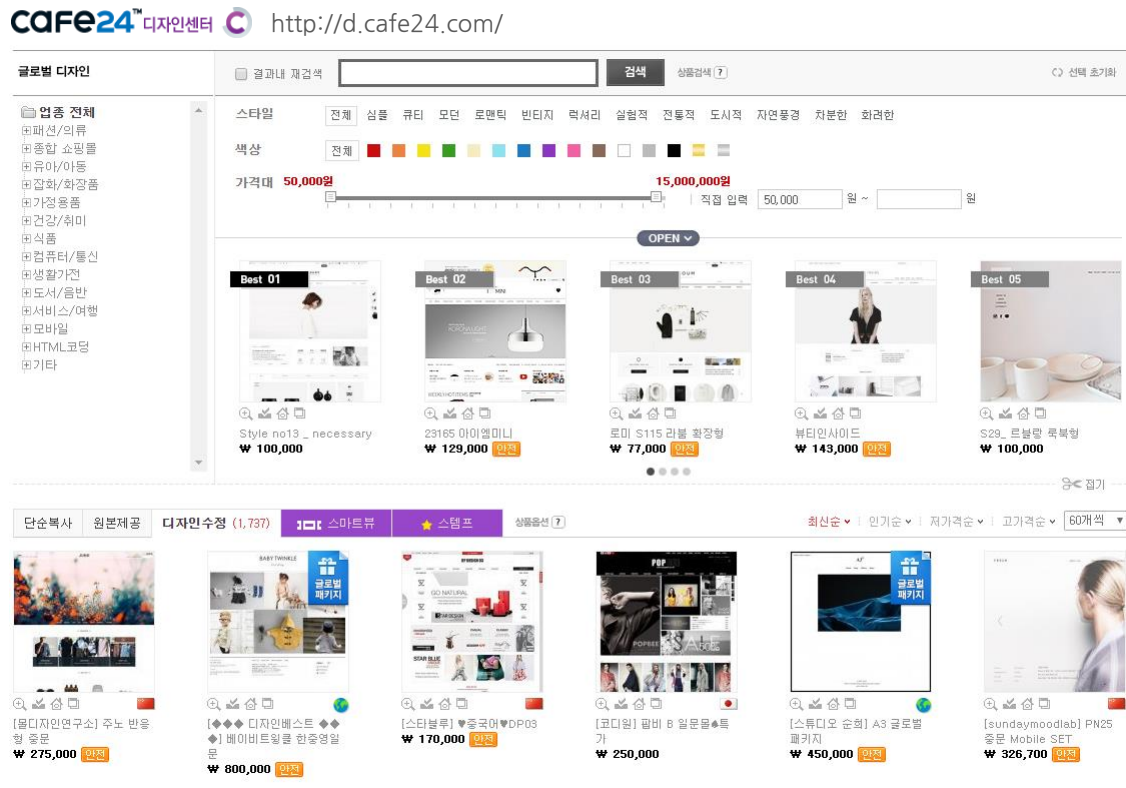 cafe24™ 디자인센터 C http://d.cafe24.com/
글로벌 디자인
결과내 재검색 검색 상품검색 ? 선택 초기화
업종 전체
패션/의류
종합 쇼핑몰
유아/아동
잡화/화장품
가정용품
건강/취미
식품
컴퓨터/통신
생활가전
도서/음반
서비스/여행
모바일
HTML코딩
기타
스타일 전체 심플 큐티 모던 로맨틱 빈티지 럭셔리 실험적 전통적 도시적 자연풍경 차분한 화려한
색상 전체
가격대 50,000원 15,000,000원
직접 입력 50,000 원 ~ 원
OPEN
Best 01 Best 02 Best 03 Best 04 Best 05
Style no13 _ necessary
₩ 100,000
23165 아이엠미니
₩ 129,000 안전
로미 S115 라붐 확장형
₩ 77,000 안전
뷰티인사이드
₩ 143,000 안전
S29_ 르블랑 룩북형
₩ 100,000
접기
단순복사 원본제공 디자인수정 (1,737) 스마트뷰 스템프 상품옵션 ? 최신순 인기순 저가격순 고가격순 60개씩
BABY TWINKLE
글로벌
패키지
GO NATURAL
STAR BLUE
POP
POPBEE
SALE
글로벌
패키지
[몰디자인연구소] 주노 반응
형 중문
₩ 275,000 안전
[◆◆◆ 디자인베스트 ◆◆
◆] 베이비트윙클 한중영일
문
₩ 800,000 안전
[스타블루] ♥중국어♥DP03
₩ 170,000 안전
[코디원] 팝비 B 일문몰♠특
가
₩ 250,000
[스튜디오 순희] A3 글로벌
패키지
₩ 450,000 안전
[sundaymoodlab] PN25
중문 Mobile SET
₩ 326,700 안전